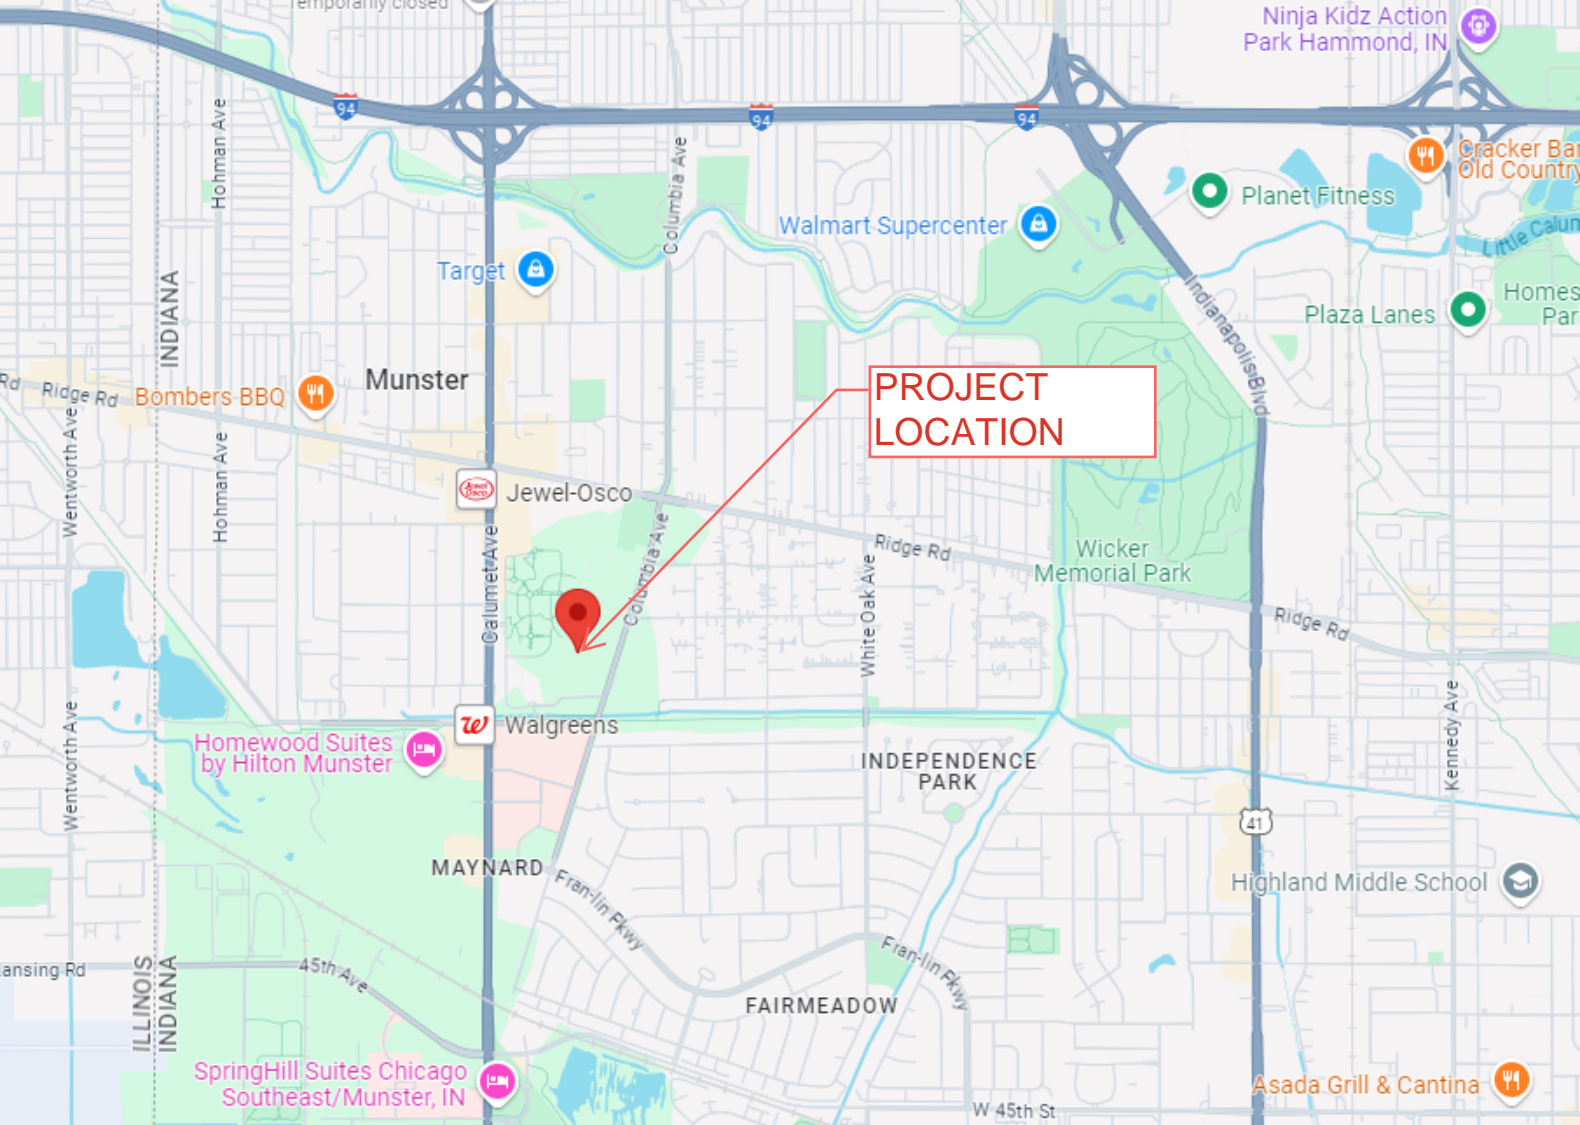 Temporarily closed
Ninja Kidz Action
Park Hammond, IN
94
94
94
Hohman Ave
Columbia Ave
Cracker Bar
Old Country
Planet Fitness
Walmart Supercenter
Little Calum
Target
INDIANA
Indianapolis Blvd
Homes
Par
Plaza Lanes
Munster
PROJECT
LOCATION
Rd
Ridge Rd
Bombers BBQ
Wentworth Ave
Hohman Ave
Jewel
Osco
Jewel-Osco
Calumet Ave
Columbia Ave
Ridge Rd
White Oak Ave
Wicker
Memorial Park
Ridge Rd
Wentworth Ave
Kennedy Ave
W
Walgreens
Homewood Suites
by Hilton Munster
INDEPENDENCE
PARK
41
MAYNARD
Fran-lin Pkwy
Highland Middle School
Fran-lin Pkwy
ansing Rd
45th Ave
ILLINOIS
INDIANA
FAIRMEADOW
SpringHill Suites Chicago
Southeast/Munster, IN
Asada Grill & Cantina
W 45th St